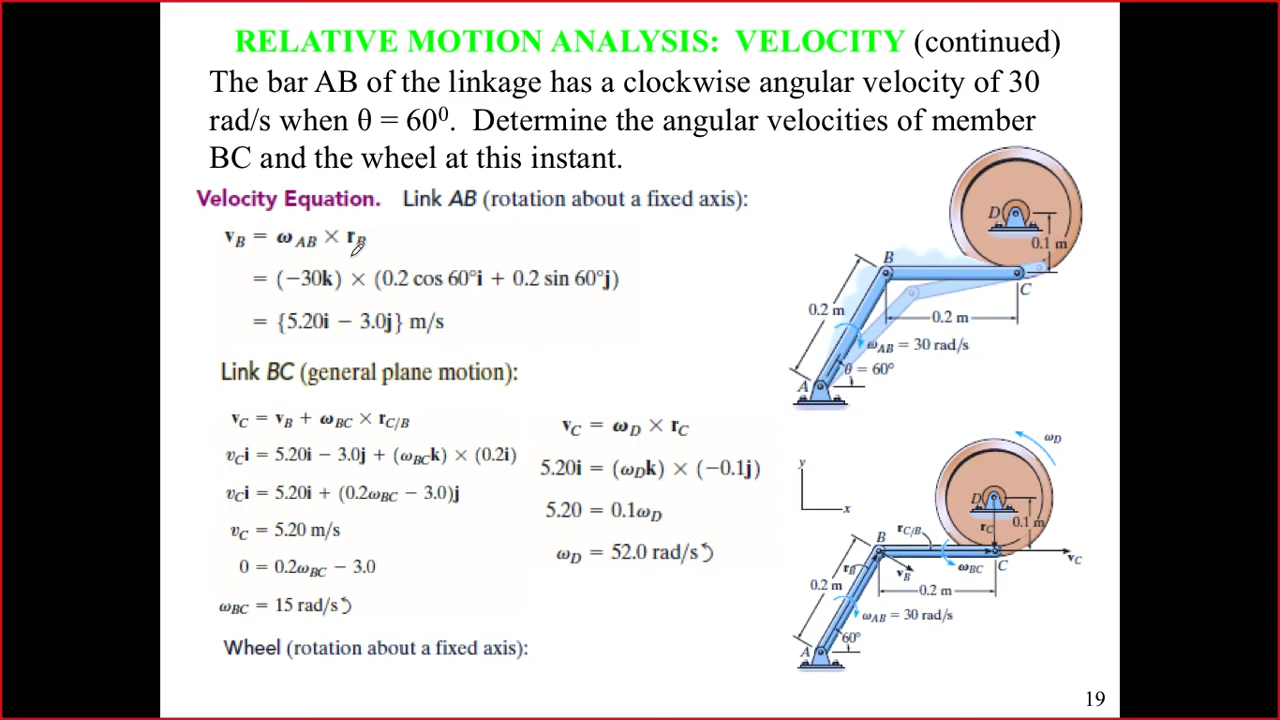 RELATIVE MOTION ANALYSIS: VELOCITY (continued)
The bar AB of the linkage has a clockwise angular velocity of 30
rad/s when θ = 60⁰. Determine the angular velocities of member
BC and the wheel at this instant.
Velocity Equation. Link AB (rotation about a fixed axis):
v_B = ω_AB × r_B
= (−30k) × (0.2 cos 60°i + 0.2 sin 60°j)
= {5.20i − 3.0j} m/s
Link BC (general plane motion):
v_C = v_B + ω_BC × r_C/B
v_C i = 5.20i − 3.0j + (ω_BC k) × (0.2i)
v_C i = 5.20i + (0.2ω_BC − 3.0)j
v_C = 5.20 m/s
0 = 0.2ω_BC − 3.0
ω_BC = 15 rad/s↺
Wheel (rotation about a fixed axis):
v_C = ω_D × r_C
5.20i = (ω_D k) × (−0.1j)
5.20 = 0.1ω_D
ω_D = 52.0 rad/s↺
D
0.1 m
B
C
0.2 m
0.2 m
ω_AB = 30 rad/s
θ = 60°
A
ω_D
y
x
D
r_C
0.1 m
r_C/B
B
v_C
r_B
v_B
ω_BC
C
0.2 m
0.2 m
ω_AB = 30 rad/s
60°
A
19